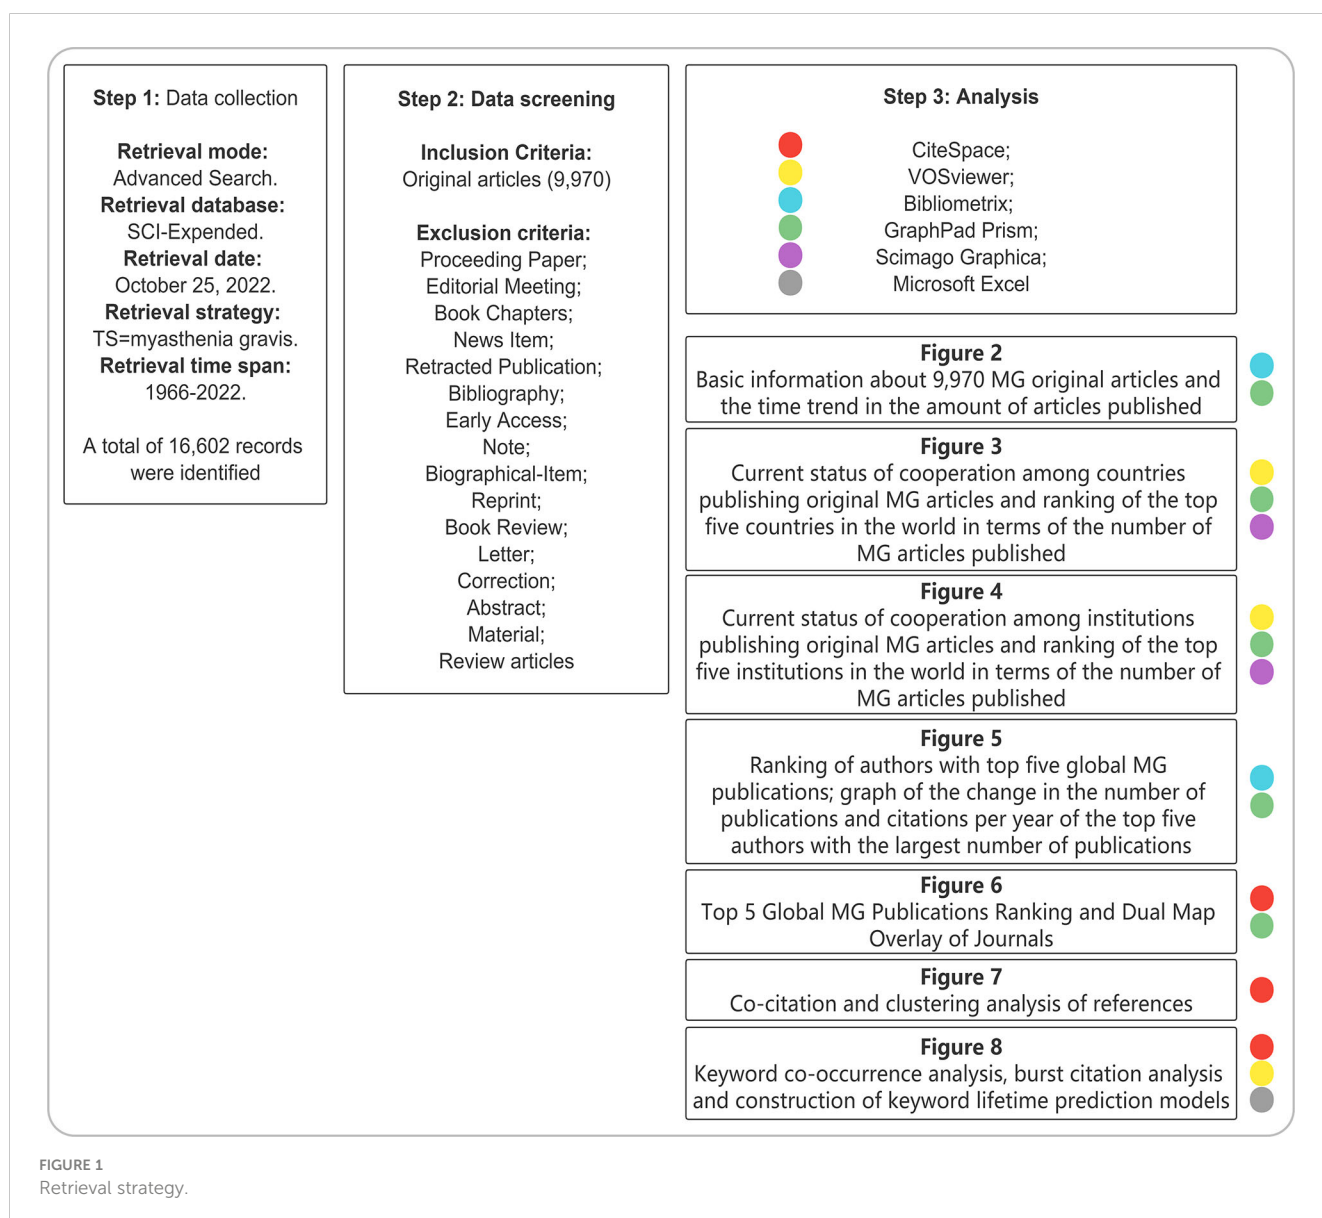 Step 1: Data collection
Retrieval mode:
Advanced Search.
Retrieval database:
SCI-Expended.
Retrieval date:
October 25, 2022.
Retrieval strategy:
TS=myasthenia gravis.
Retrieval time span:
1966-2022.
A total of 16,602 records
were identified
Step 2: Data screening
Inclusion Criteria:
Original articles (9,970)
Exclusion criteria:
Proceeding Paper;
Editorial Meeting;
Book Chapters;
News Item;
Retracted Publication;
Bibliography;
Early Access;
Note;
Biographical-Item;
Reprint;
Book Review;
Letter;
Correction;
Abstract;
Material;
Review articles
Step 3: Analysis
CiteSpace;
VOSviewer;
Bibliometrix;
GraphPad Prism;
Scimago Graphica;
Microsoft Excel
Figure 2
Basic information about 9,970 MG original articles and
the time trend in the amount of articles published
Figure 3
Current status of cooperation among countries
publishing original MG articles and ranking of the top
five countries in the world in terms of the number of
MG articles published
Figure 4
Current status of cooperation among institutions
publishing original MG articles and ranking of the top
five institutions in the world in terms of the number of
MG articles published
Figure 5
Ranking of authors with top five global MG
publications; graph of the change in the number of
publications and citations per year of the top five
authors with the largest number of publications
Figure 6
Top 5 Global MG Publications Ranking and Dual Map
Overlay of Journals
Figure 7
Co-citation and clustering analysis of references
Figure 8
Keyword co-occurrence analysis, burst citation analysis
and construction of keyword lifetime prediction models
FIGURE 1
Retrieval strategy.